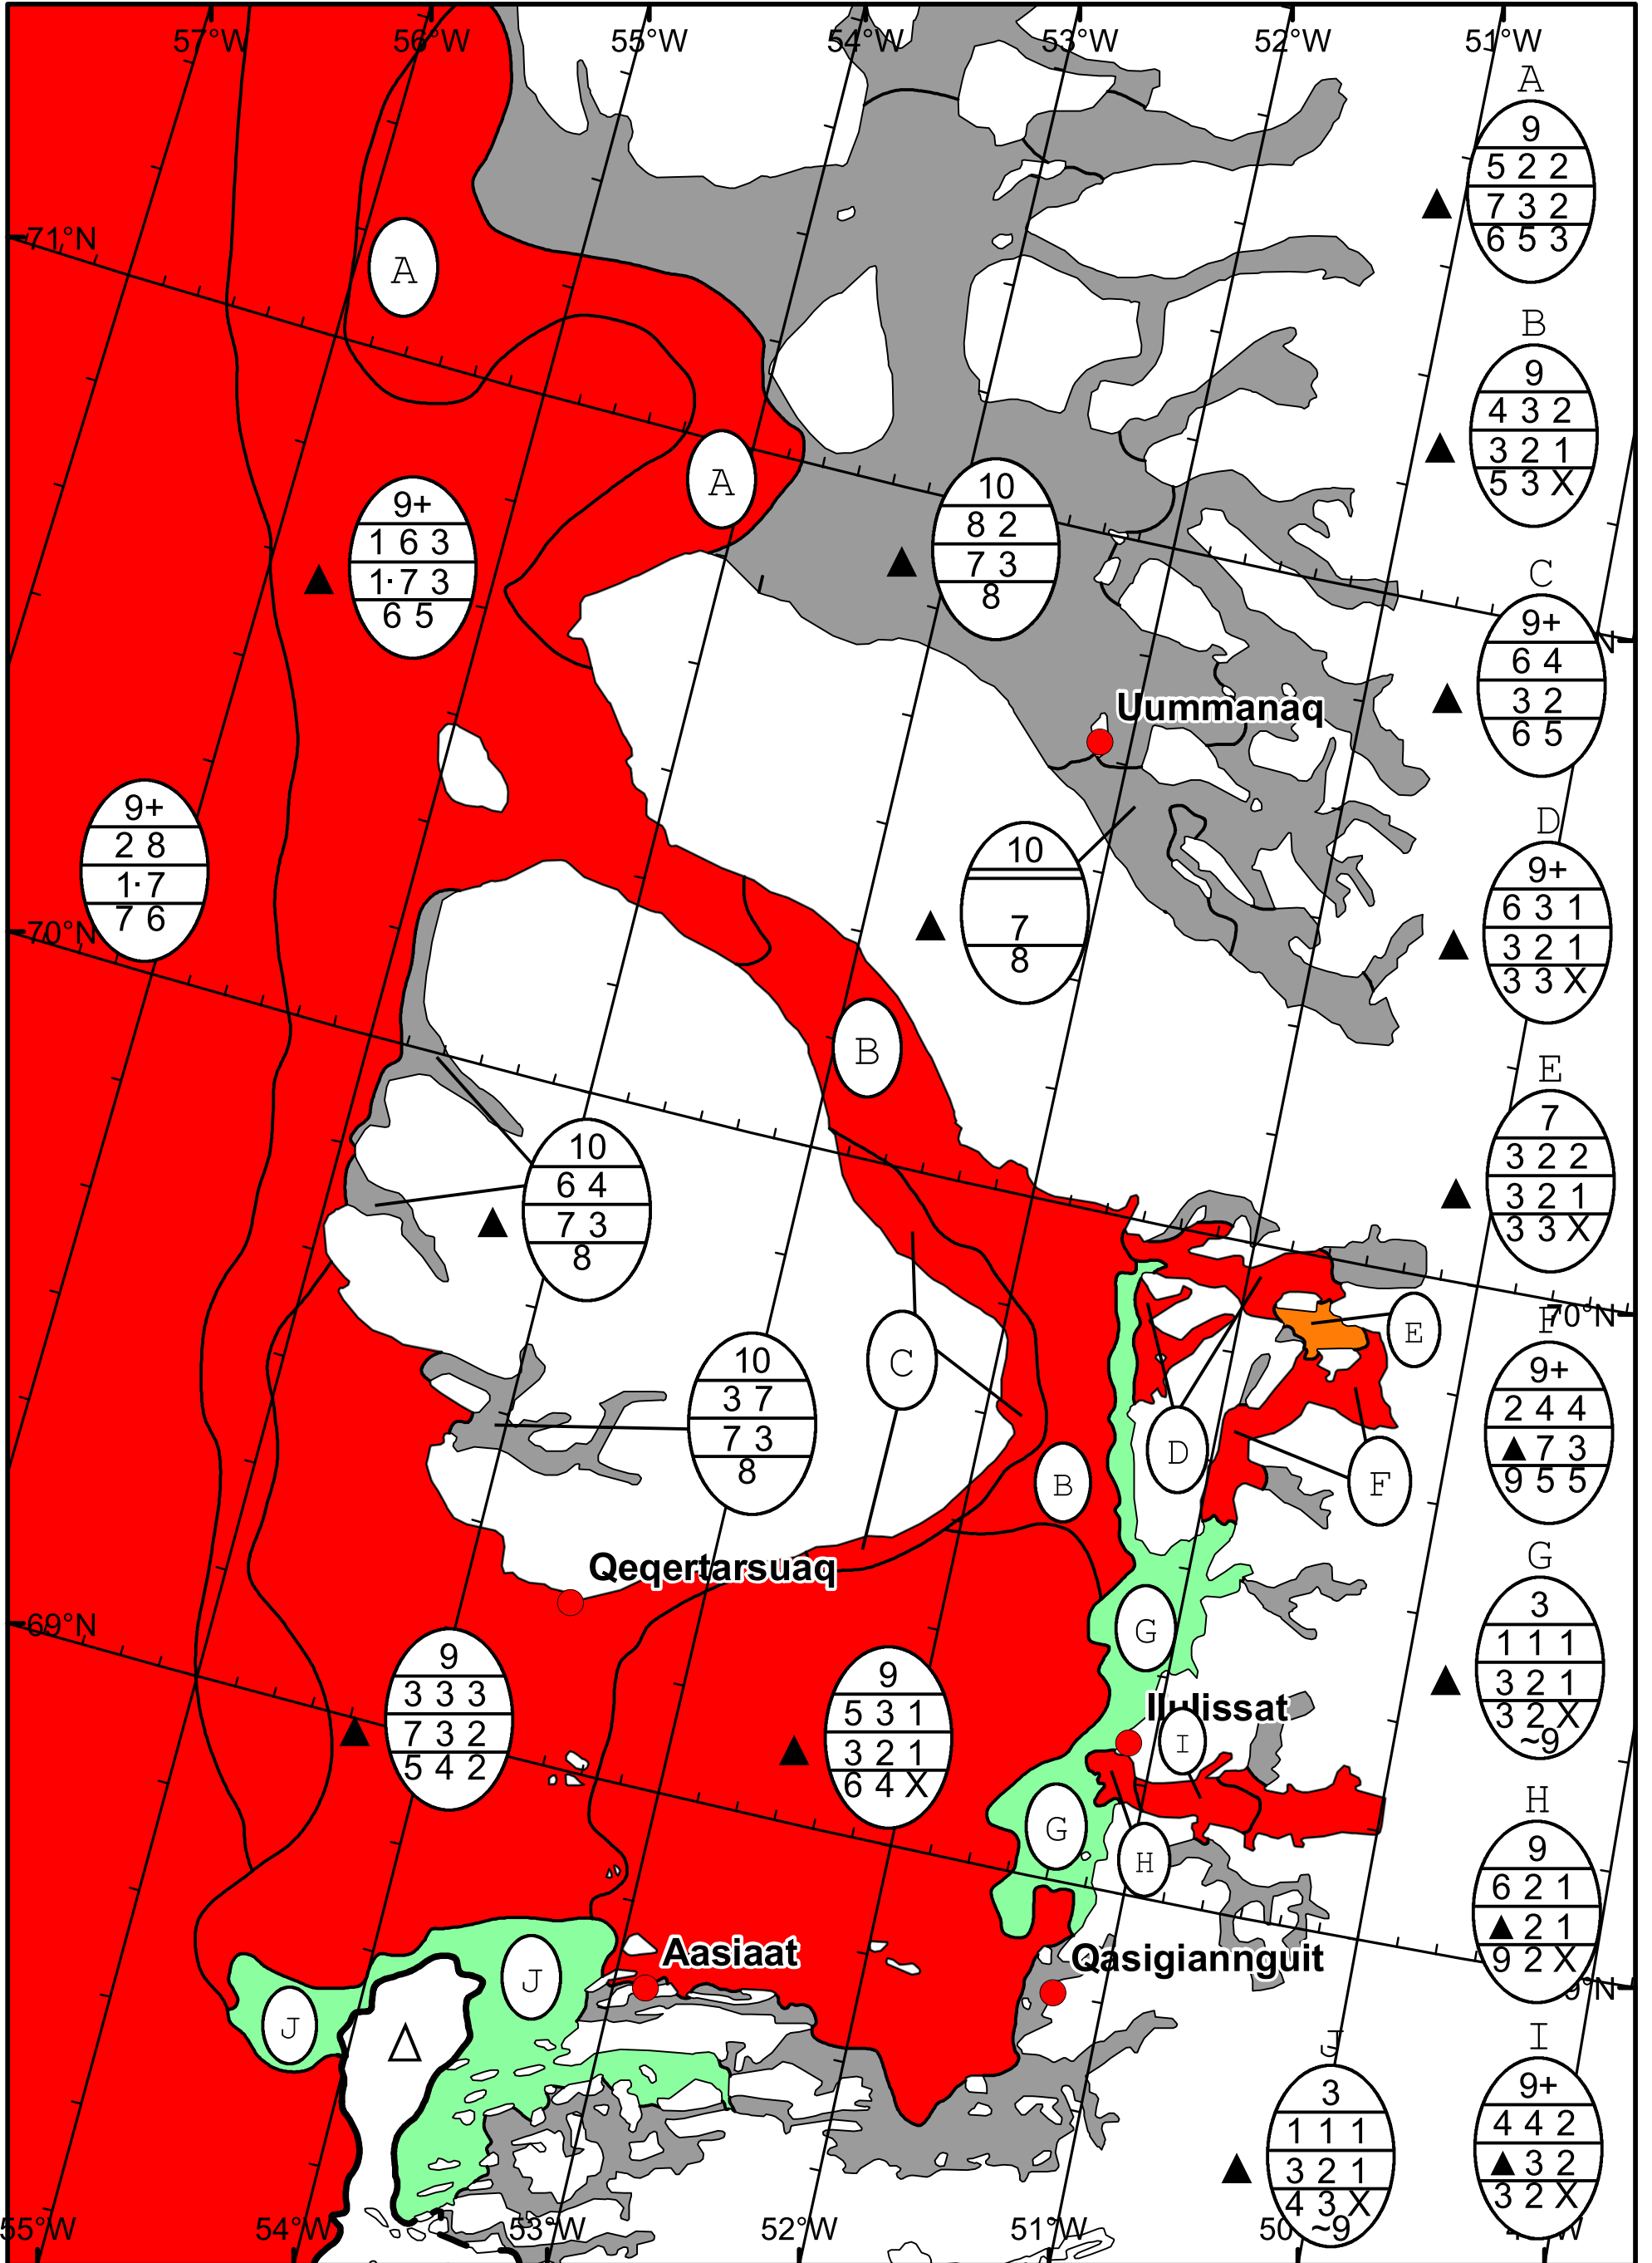 57°W
56°W
55°W
54°W
53°W
52°W
51°W
A
9
5 2 2
7 3 2
6 5 3
71°N
A
B
9
4 3 2
3 2 1
5 3 X
A
9+
1 6 3
1· 7 3
6 5
10
8 2
7 3
8
C
9+
6 4
3 2
6 5
N
Uummanaq
9+
2 8
1· 7
7 6
10
7
8
D
9+
6 3 1
3 2 1
3 3 X
70°N
B
E
7
3 2 2
3 2 1
3 3 X
10
6 4
7 3
8
70°N
E
F
9+
2 4 4
▲ 7 3
9 5 5
10
3 7
7 3
8
C
D
B
F
Qeqertarsuaq
G
3
1 1 1
3 2 1
3 2 X
~9
69°N
G
9
3 3 3
7 3 2
5 4 2
9
5 3 1
3 2 1
6 4 X
Ilulissat
I
G
H
H
9
6 2 1
▲ 2 1
9 2 X
Aasiaat
Qasigiannguit
9°N
J
J
J
3
1 1 1
3 2 1
4 3 X
~9
I
9+
4 4 2
▲ 3 2
3 2 X
55°W
54°W
53°W
52°W
51°W
50
W